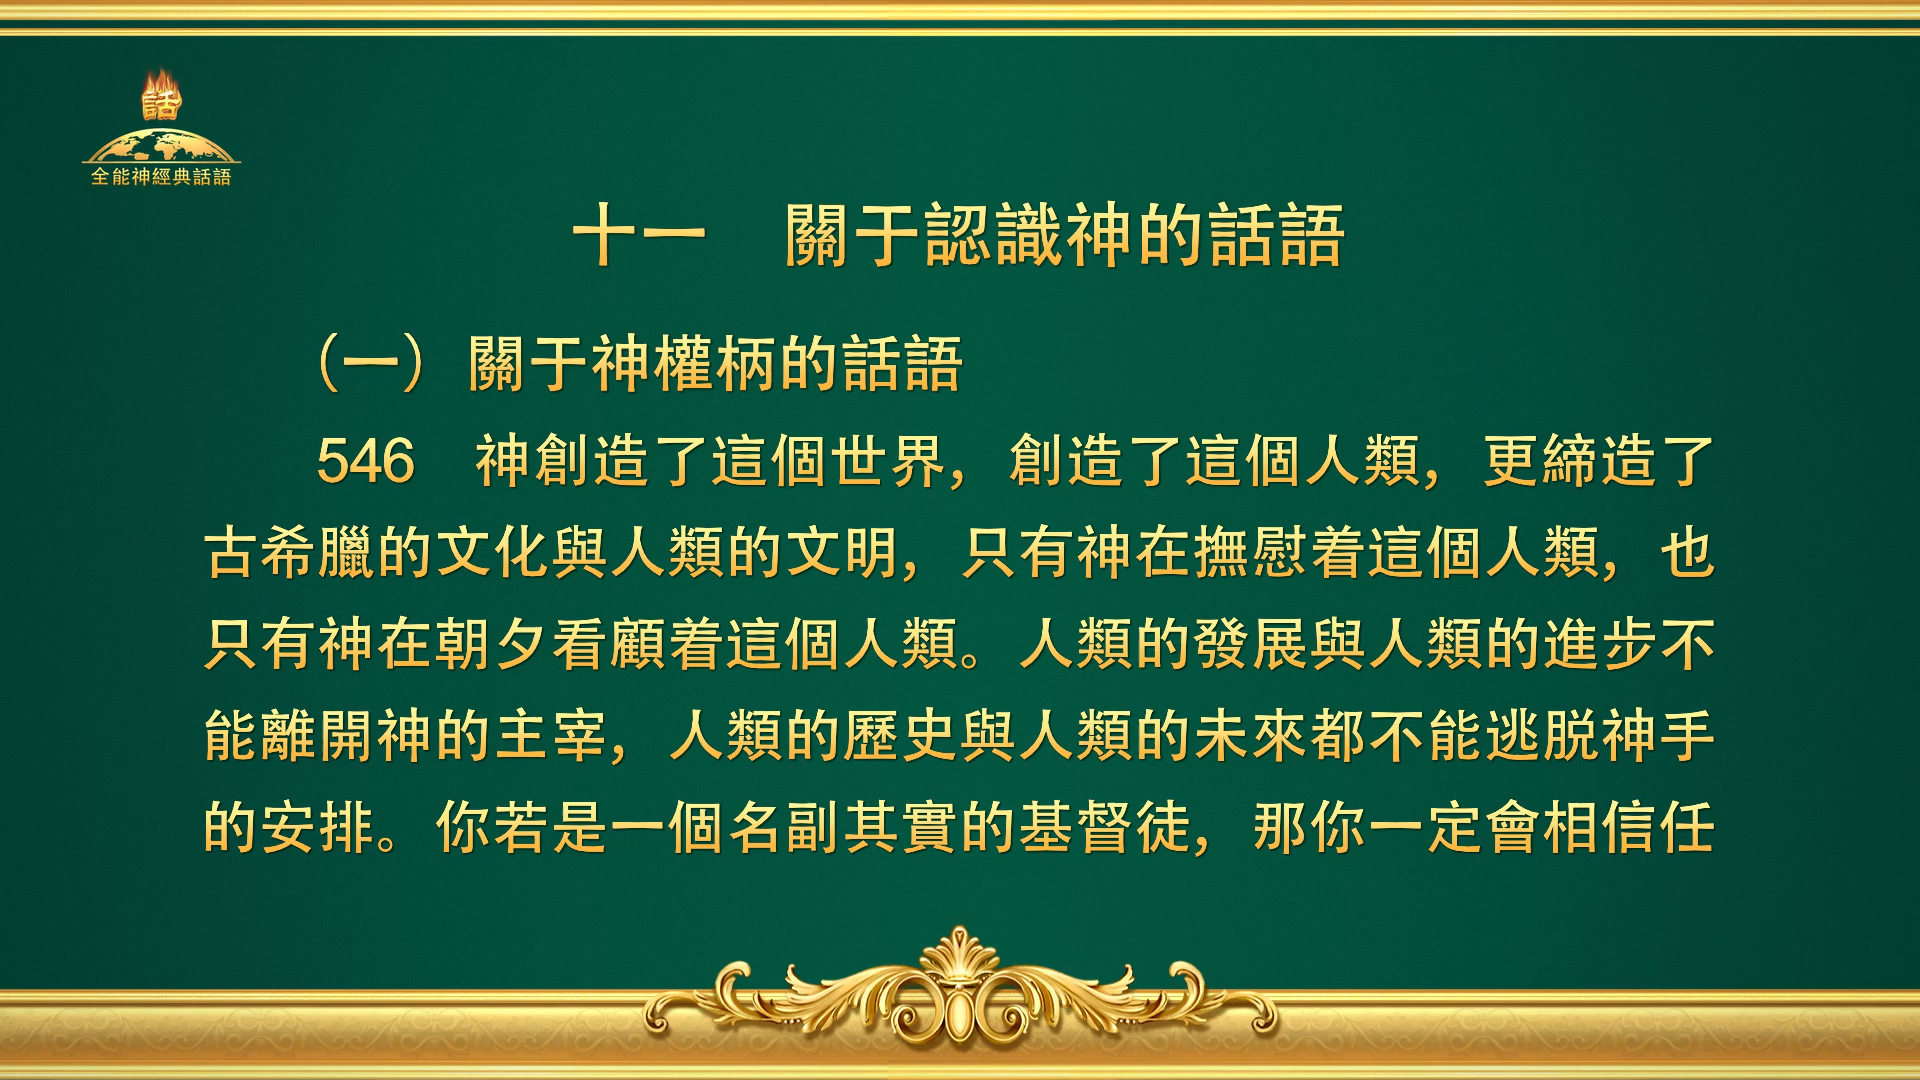 話
全能神經典話語
十一　關于認識神的話語
（一）關于神權柄的話語
546　神創造了這個世界，創造了這個人類，更締造了
古希臘的文化與人類的文明，只有神在撫慰着這個人類，也
只有神在朝夕看顧着這個人類。人類的發展與人類的進步不
能離開神的主宰，人類的歷史與人類的未來都不能逃脱神手
的安排。你若是一個名副其實的基督徒，那你一定會相信任